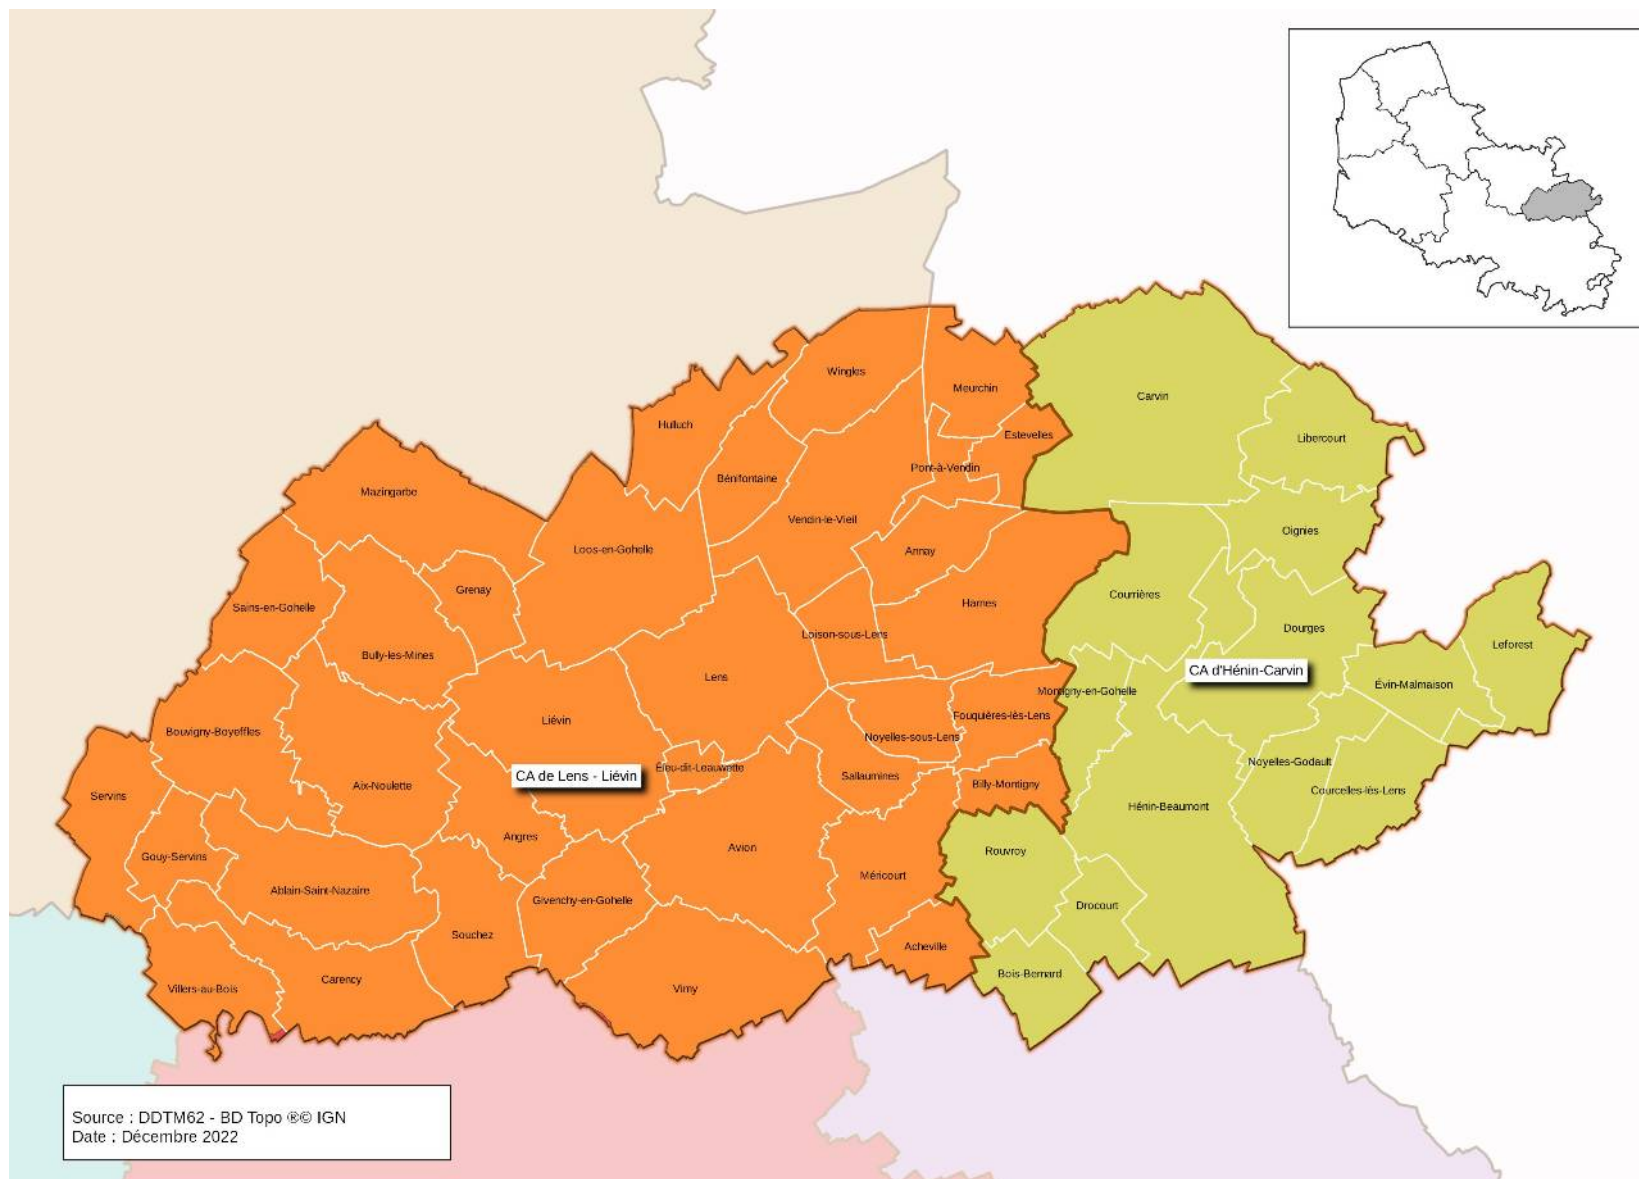 Wingles
Meurchin
Carvin
Hulluch
Estevelles
Libercourt
Pont-à-Vendin
Bénifontaine
Mazingarbe
Vendin-le-Vieil
Oignies
Loos-en-Gohelle
Annay
Grenay
Courrières
Harnes
Sains-en-Gohelle
Dourges
Loison-sous-Lens
Leforest
Bully-les-Mines
CA d'Hénin-Carvin
Lens
Évin-Malmaison
Montigny-en-Gohelle
Liévin
Fouquières-lès-Lens
Bouvigny-Boyeffles
Noyelles-sous-Lens
Noyelles-Godault
Éleu-dit-Leauwette
CA de Lens - Liévin
Sallaumines
Billy-Montigny
Aix-Noulette
Courcelles-lès-Lens
Servins
Hénin-Beaumont
Angres
Avion
Rouvroy
Gouy-Servins
Méricourt
Ablain-Saint-Nazaire
Givenchy-en-Gohelle
Drocourt
Souchez
Acheville
Bois-Bernard
Carency
Villers-au-Bois
Vimy
Source : DDTM62 - BD Topo ®© IGN
Date : Décembre 2022